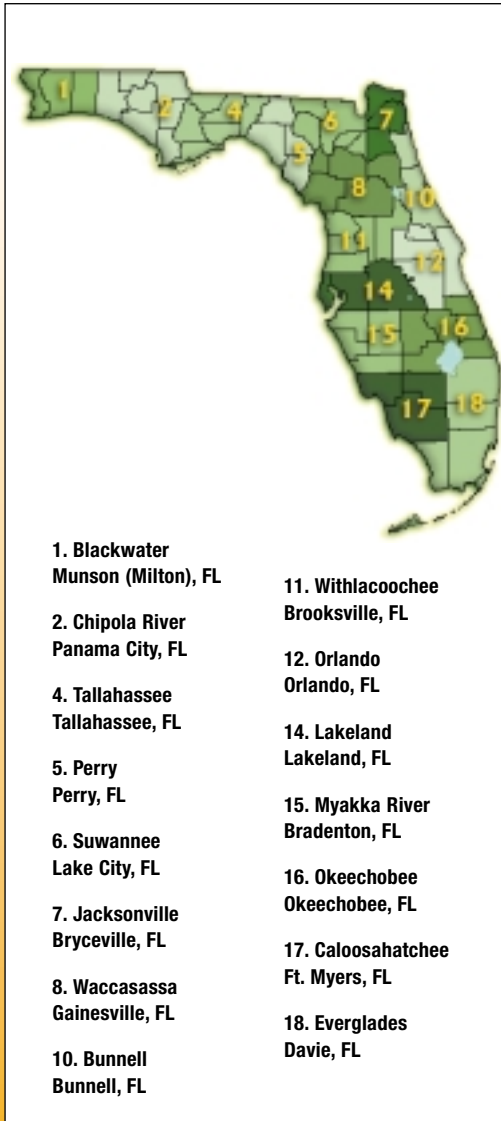 1
2
4
5
6
7
8
10
11
12
14
15
16
17
18
1. Blackwater
Munson (Milton), FL
2. Chipola River
Panama City, FL
4. Tallahassee
Tallahassee, FL
5. Perry
Perry, FL
6. Suwannee
Lake City, FL
7. Jacksonville
Bryceville, FL
8. Waccasassa
Gainesville, FL
10. Bunnell
Bunnell, FL
11. Withlacoochee
Brooksville, FL
12. Orlando
Orlando, FL
14. Lakeland
Lakeland, FL
15. Myakka River
Bradenton, FL
16. Okeechobee
Okeechobee, FL
17. Caloosahatchee
Ft. Myers, FL
18. Everglades
Davie, FL